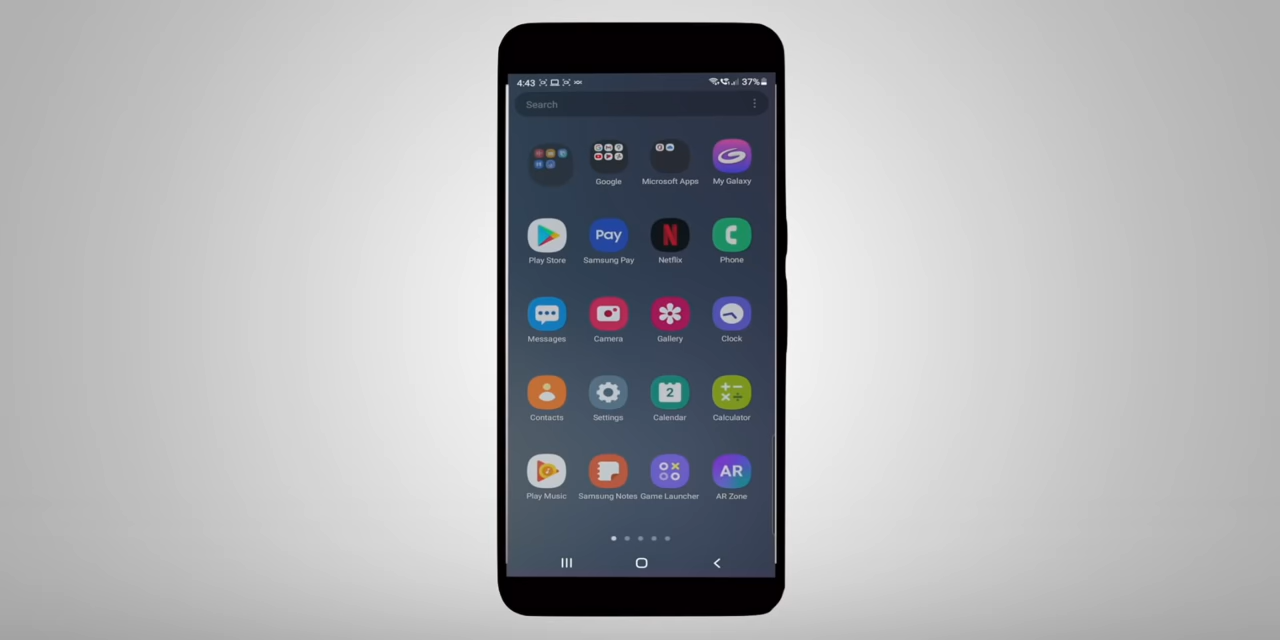 4:43 37%
Search
Google Microsoft Apps My Galaxy
Pay N
Play Store Samsung Pay Netflix Phone
Messages Camera Gallery Clock
2
Contacts Settings Calendar Calculator
AR
Play Music Samsung Notes Game Launcher AR Zone